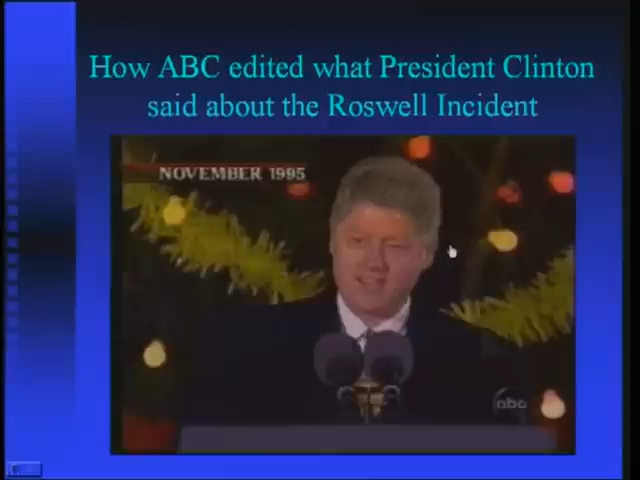 How ABC edited what President Clinton
said about the Roswell Incident
NOVEMBER 1995
abc